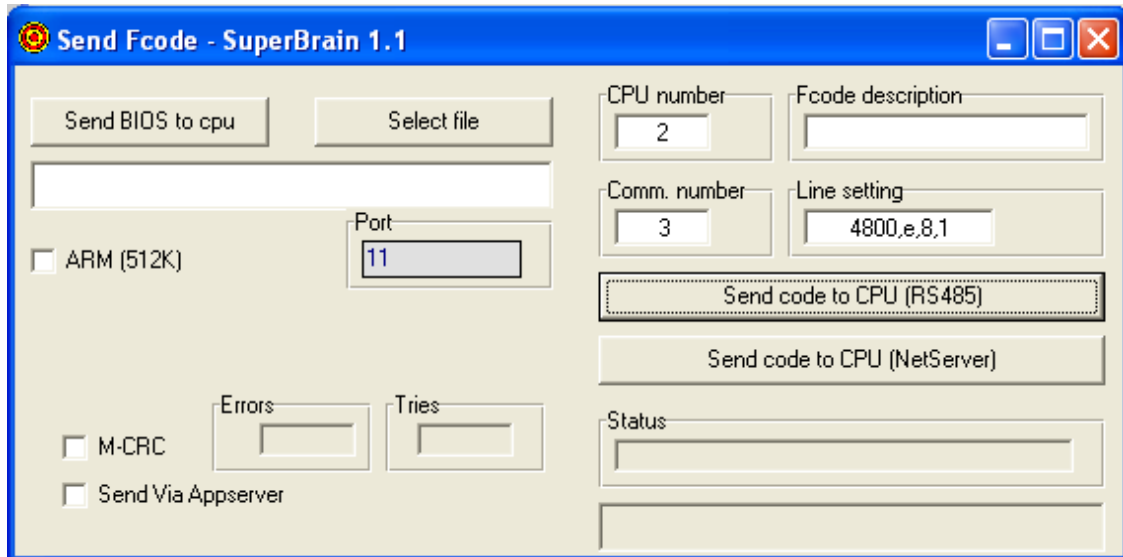 Send Fcode - SuperBrain 1.1
Send BIOS to cpu
Select file
CPU number
2
Fcode description
Comm. number
3
Line setting
4800,e,8,1
Port
11
ARM (512K)
Send code to CPU (RS485)
Send code to CPU (NetServer)
Errors
Tries
M-CRC
Send Via Appserver
Status